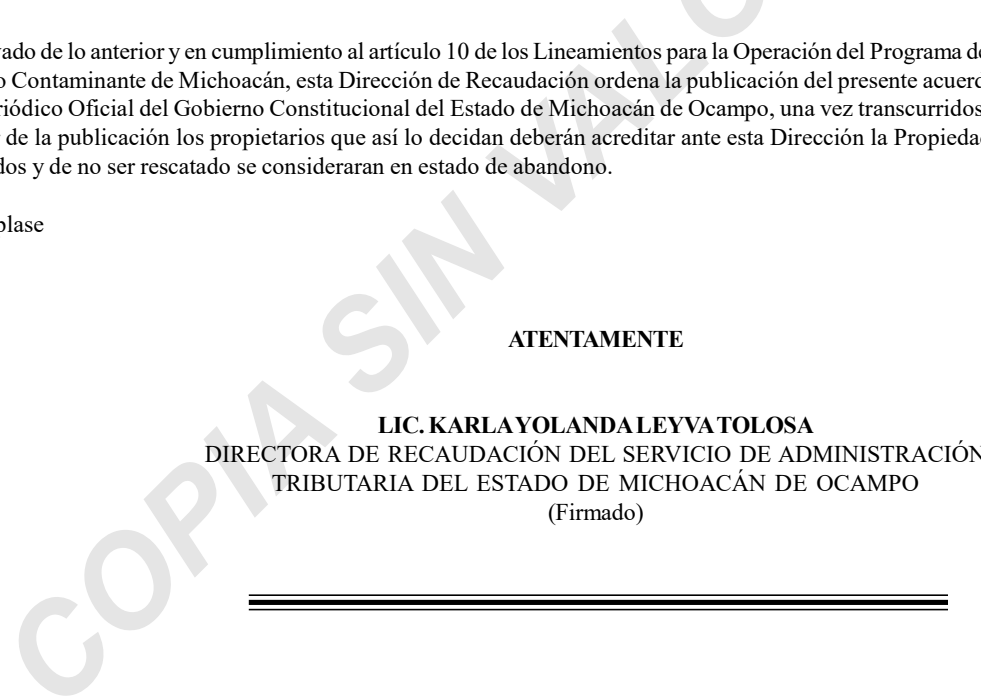 vado de lo anterior y en cumplimiento al artículo 10 de los Lineamientos para la Operación del Programa de
o Contaminante de Michoacán, esta Dirección de Recaudación ordena la publicación del presente acuerd
riódico Oficial del Gobierno Constitucional del Estado de Michoacán de Ocampo, una vez transcurridos
de la publicación los propietarios que así lo decidan deberán acreditar ante esta Dirección la Propieda
dos y de no ser rescatado se consideraran en estado de abandono.
plase
ATENTAMENTE
LIC. KARLA YOLANDA LEYVA TOLOSA
DIRECTORA DE RECAUDACIÓN DEL SERVICIO DE ADMINISTRACIÓN
TRIBUTARIA DEL ESTADO DE MICHOACÁN DE OCAMPO
(Firmado)
COPIA SIN VALO